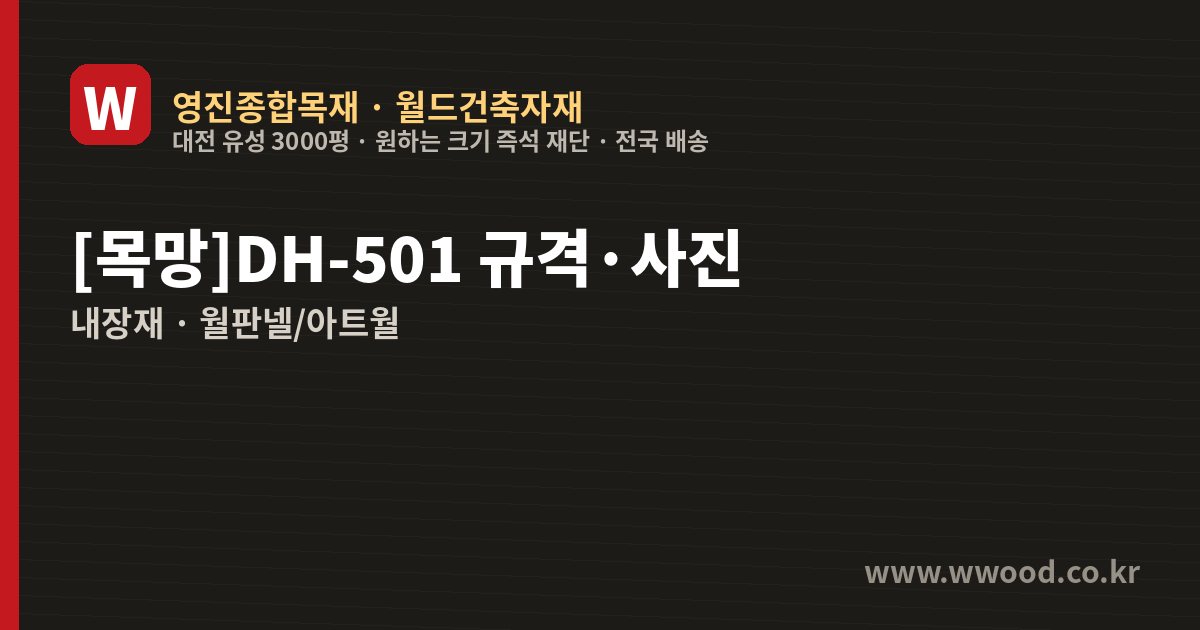 W
영진종합목재 · 월드건축자재
대전 유성 3000평 · 원하는 크기 즉석 재단 · 전국 배송
[목망]DH-501 규격·사진
내장재 · 월판넬/아트월
www.wwood.co.kr